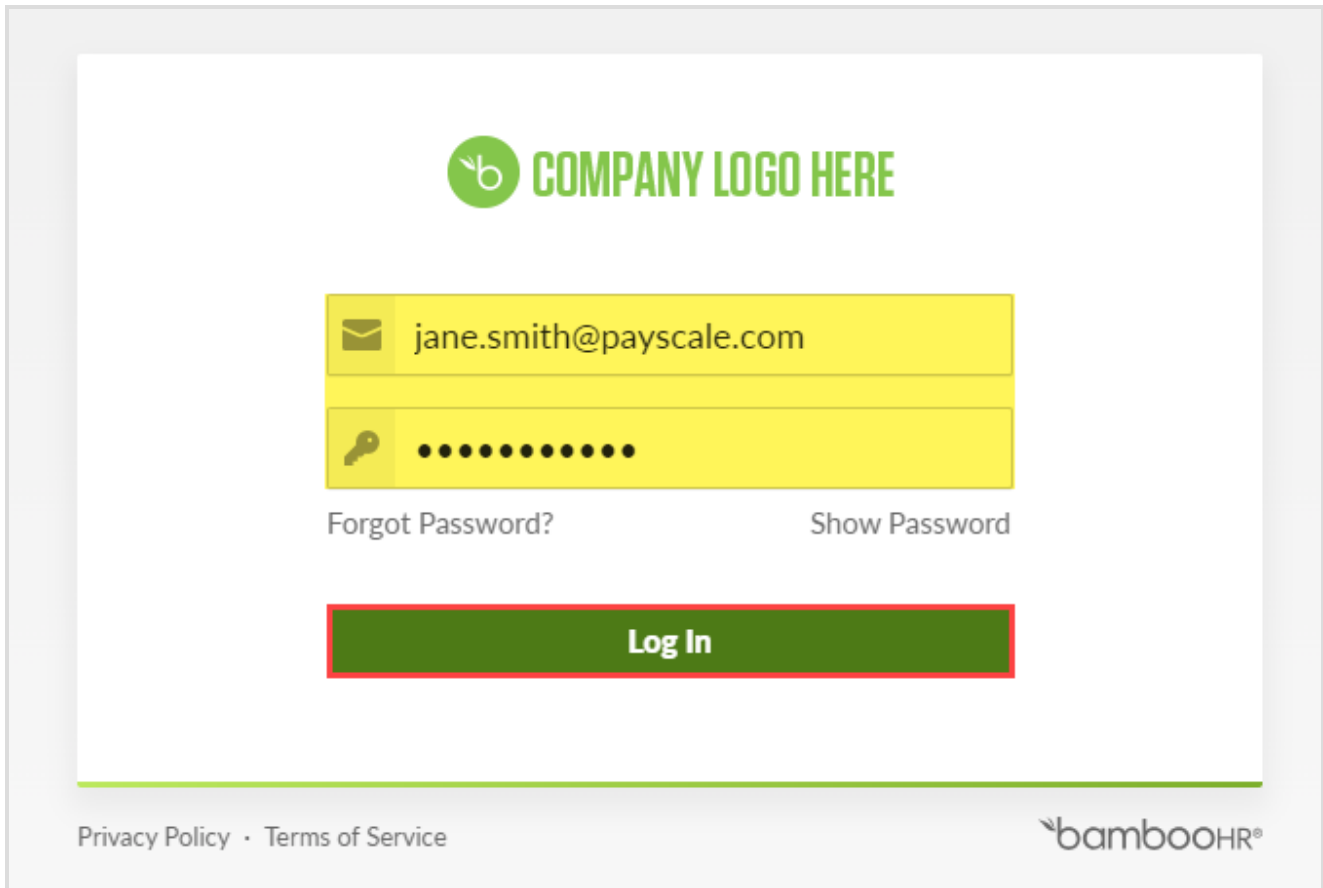 COMPANY LOGO HERE
jane.smith@payscale.com
•••••••••••
Forgot Password? Show Password
Log In
Privacy Policy · Terms of Service bambooHR®